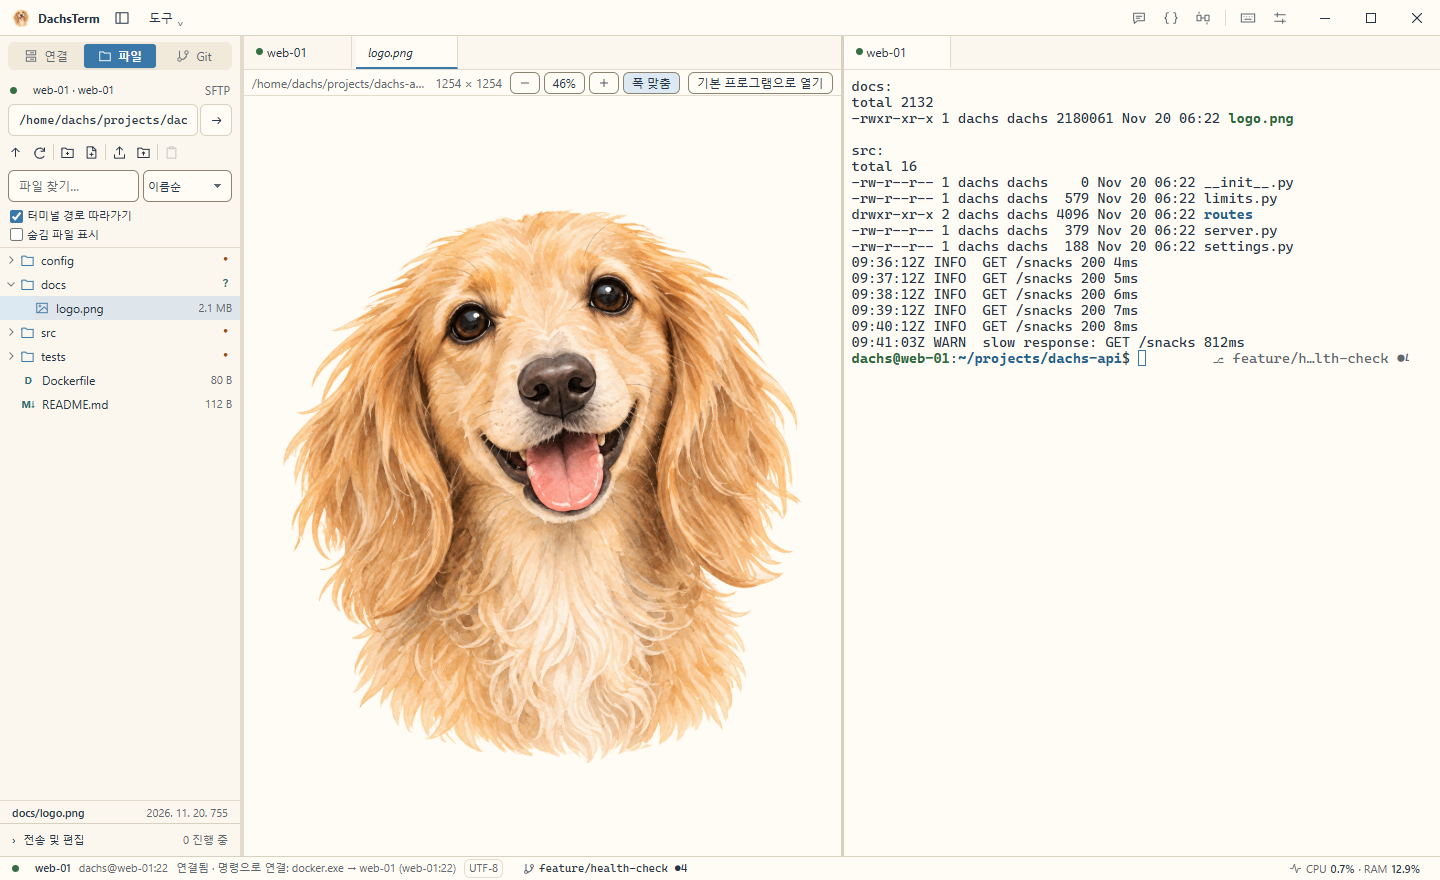 DachsTerm 도구
연결 파일 Git
web-01 · web-01 SFTP
/home/dachs/projects/dac
파일 찾기... 이름순
터미널 경로 따라가기
숨김 파일 표시
config
docs ?
logo.png 2.1 MB
src
tests
D Dockerfile 80 B
M↓ README.md 112 B
docs/logo.png 2026. 11. 20. 755
전송 및 편집 0 진행 중
web-01 logo.png
/home/dachs/projects/dachs-a... 1254 × 1254 46% 폭 맞춤 기본 프로그램으로 열기
web-01
docs:
total 2132
-rwxr-xr-x 1 dachs dachs 2180061 Nov 20 06:22 logo.png
src:
total 16
-rw-r--r-- 1 dachs dachs    0 Nov 20 06:22 __init__.py
-rw-r--r-- 1 dachs dachs  579 Nov 20 06:22 limits.py
drwxr-xr-x 2 dachs dachs 4096 Nov 20 06:22 routes
-rw-r--r-- 1 dachs dachs  379 Nov 20 06:22 server.py
-rw-r--r-- 1 dachs dachs  188 Nov 20 06:22 settings.py
09:36:12Z INFO  GET /snacks 200 4ms
09:37:12Z INFO  GET /snacks 200 5ms
09:38:12Z INFO  GET /snacks 200 6ms
09:39:12Z INFO  GET /snacks 200 7ms
09:40:12Z INFO  GET /snacks 200 8ms
09:41:03Z WARN  slow response: GET /snacks 812ms
dachs@web-01:~/projects/dachs-api$ feature/h…lth-check ●4
web-01 dachs@web-01:22 연결됨 · 명령으로 연결: docker.exe → web-01 (web-01:22) UTF-8 feature/health-check ●4 CPU 0.7% · RAM 12.9%